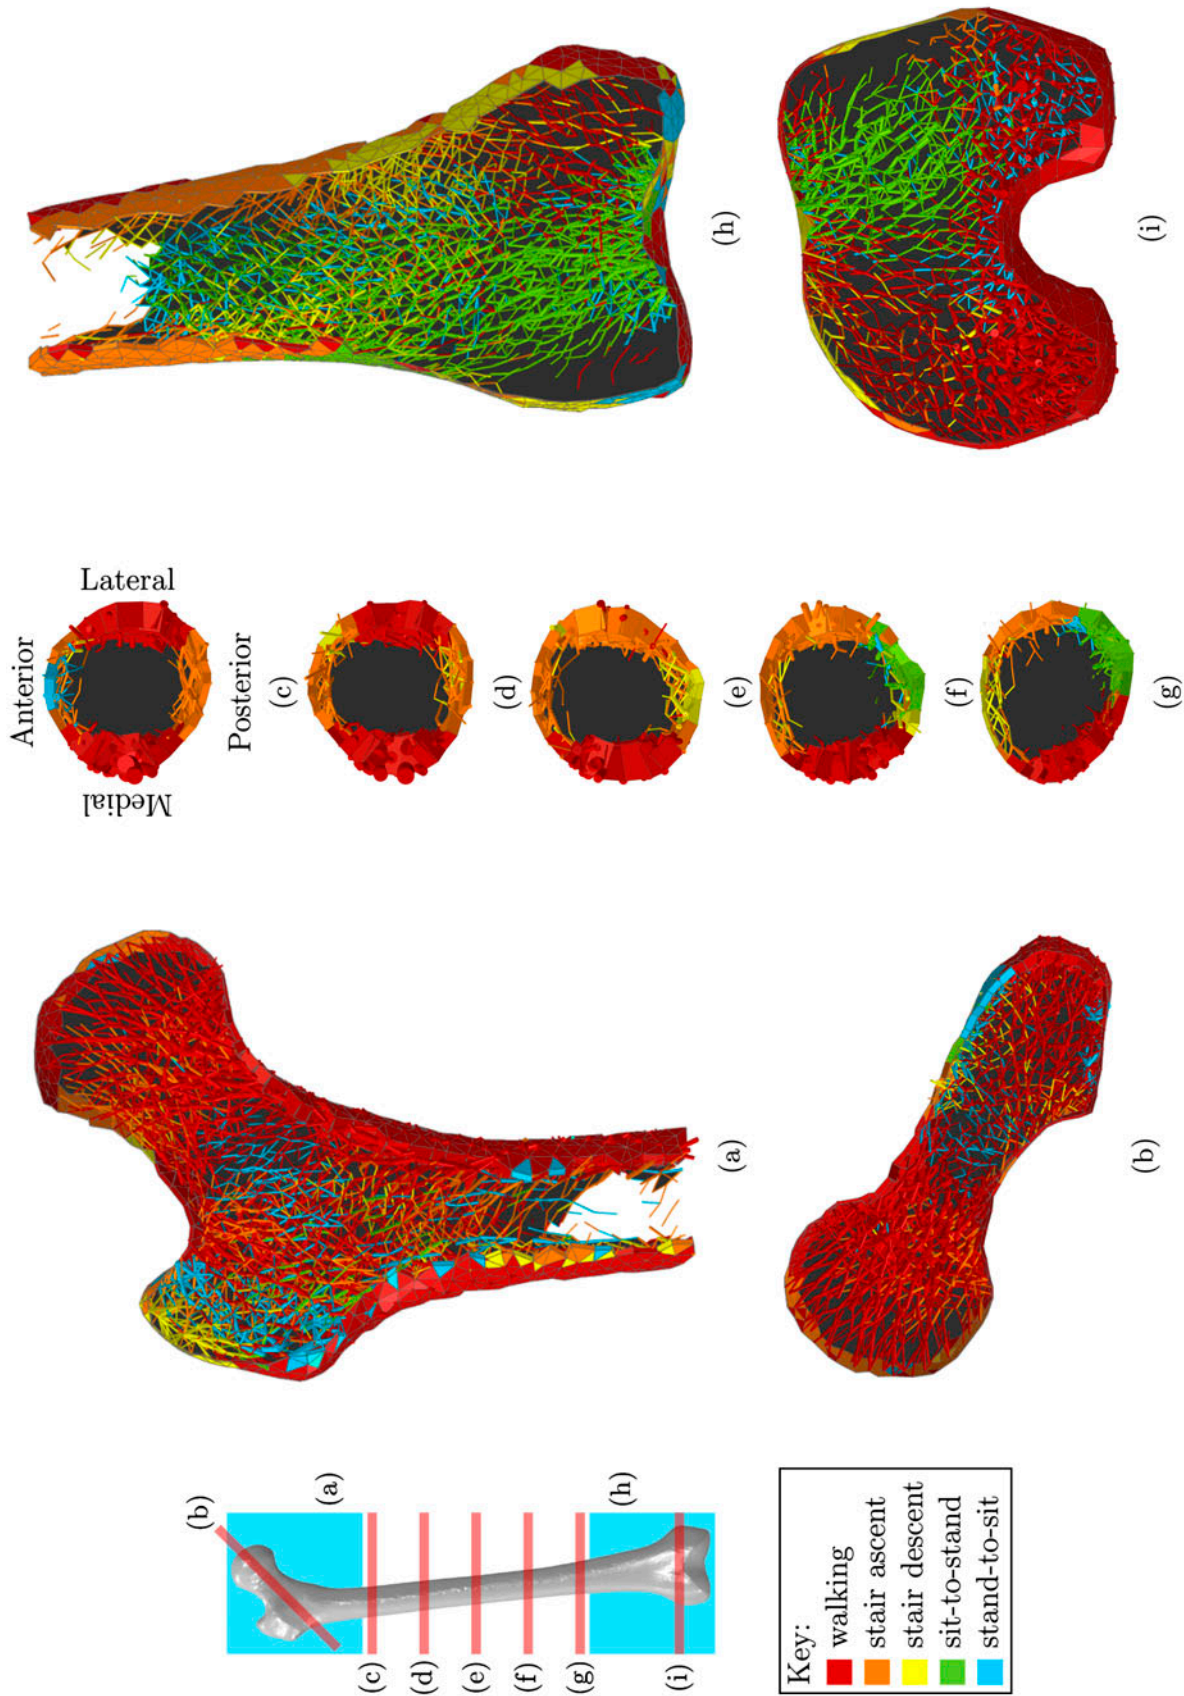 (b)
(a)
(c)
(d)
(e)
(f)
(g)
(h)
(i)
Key:
walking
stair ascent
stair descent
sit-to-stand
stand-to-sit
(a)
(b)
Anterior
Medial
Lateral
Posterior
(c)
(d)
(e)
(f)
(g)
(h)
(i)